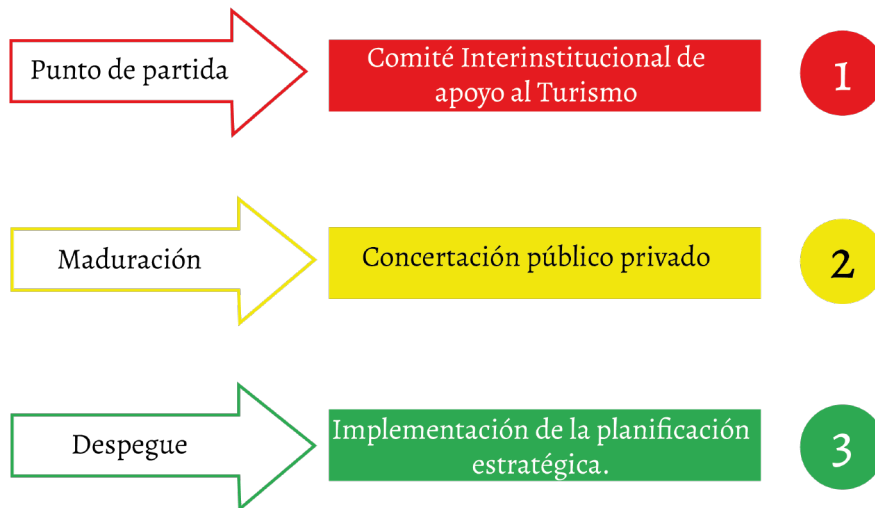 Punto de partida
Comité Interinstitucional de
apoyo al Turismo
1
Maduración
Concertación público privado
2
Despegue
Implementación de la planificación
estratégica.
3